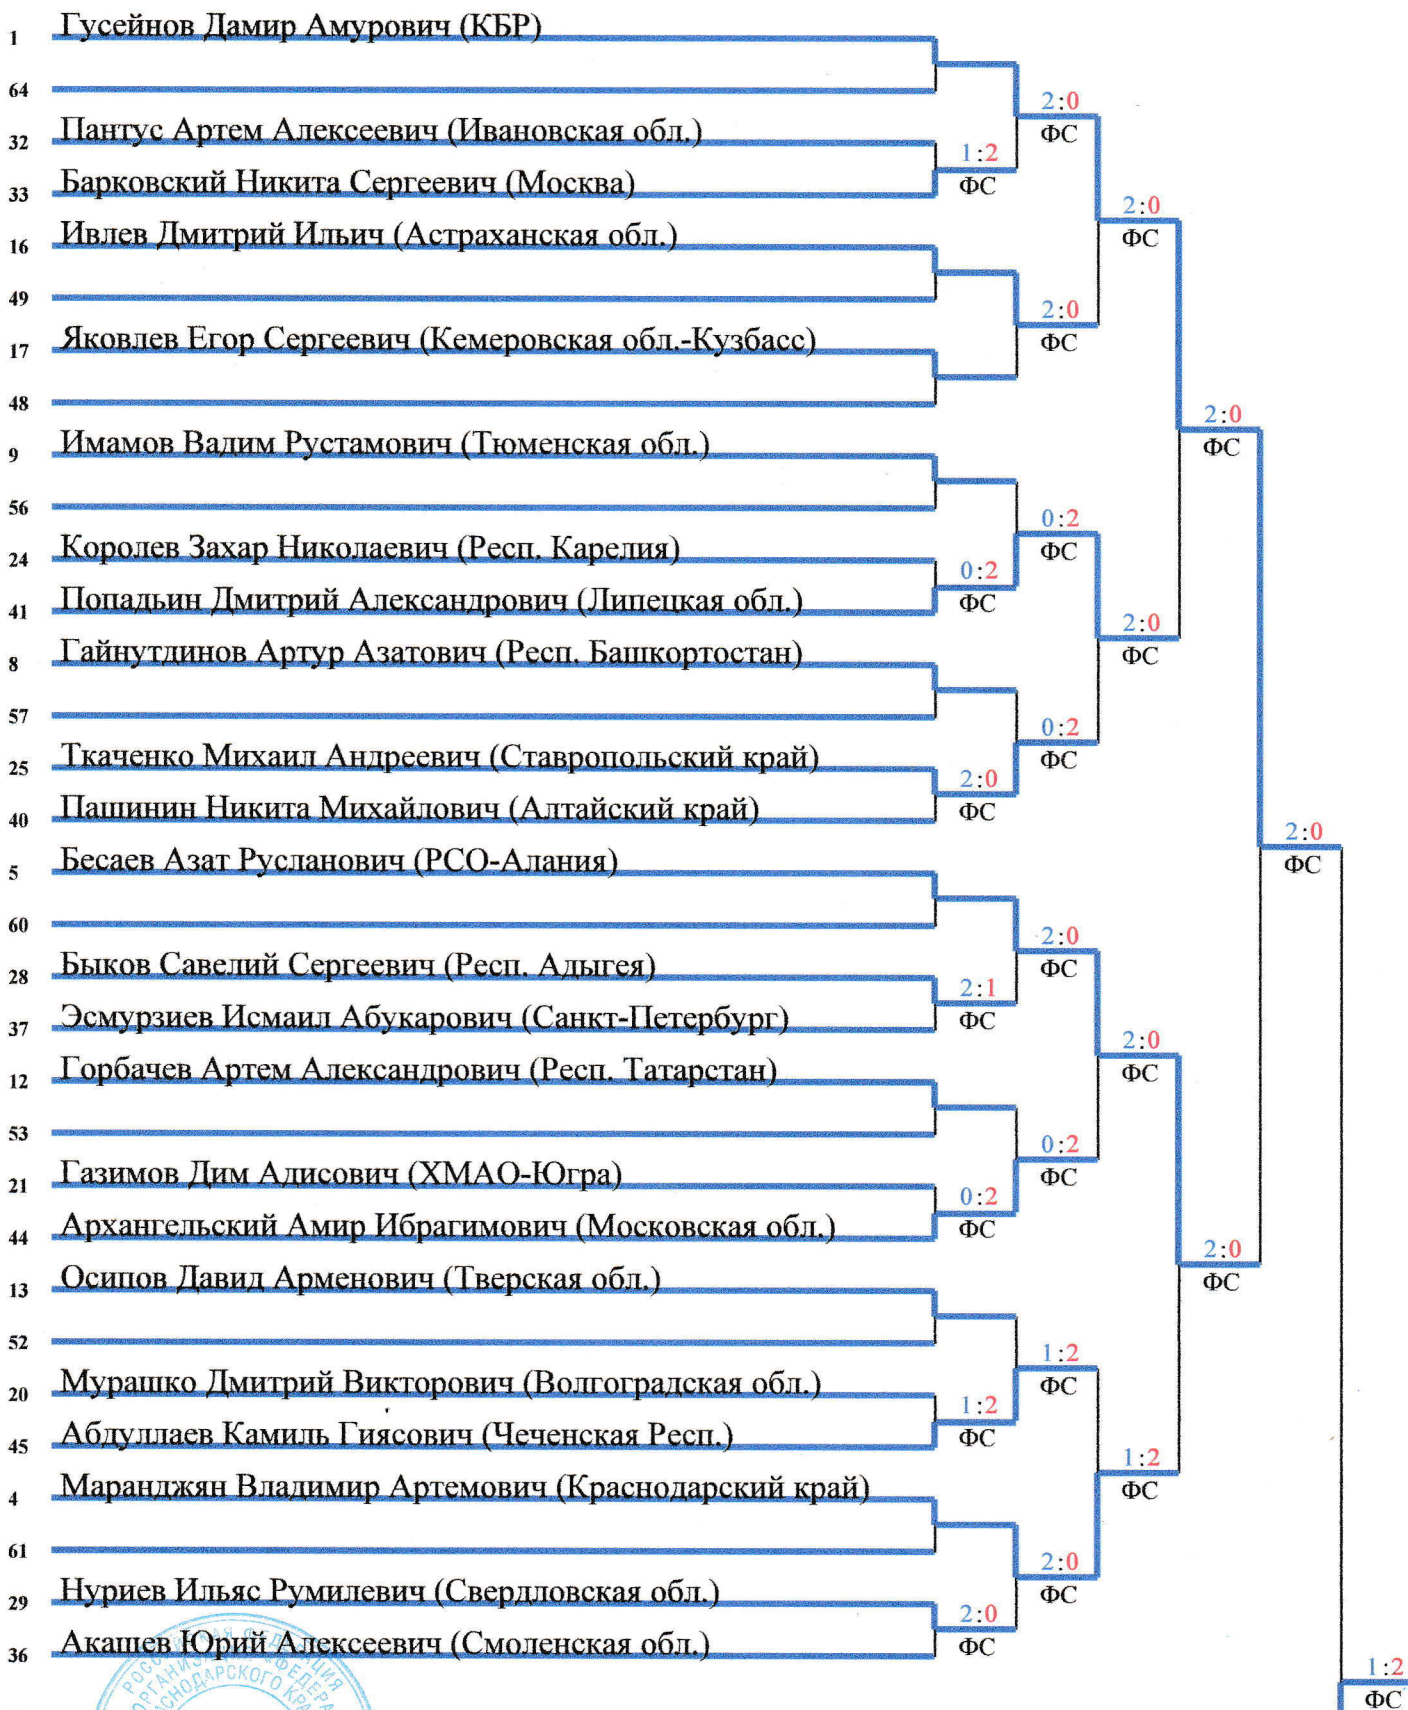 1 Гусейнов Дамир Амурович (КБР)
64
2:0
ФС
32 Пантус Артем Алексеевич (Ивановская обл.)
1:2
ФС
33 Барковский Никита Сергеевич (Москва)
2:0
ФС
16 Ивлев Дмитрий Ильич (Астраханская обл.)
49
2:0
ФС
17 Яковлев Егор Сергеевич (Кемеровская обл.-Кузбасс)
48
2:0
ФС
9 Имамов Вадим Рустамович (Тюменская обл.)
56
0:2
ФС
24 Королев Захар Николаевич (Респ. Карелия)
0:2
ФС
41 Попадьин Дмитрий Александрович (Липецкая обл.)
2:0
ФС
8 Гайнутдинов Артур Азатович (Респ. Башкортостан)
57
0:2
ФС
25 Ткаченко Михаил Андреевич (Ставропольский край)
2:0
ФС
40 Пашинин Никита Михайлович (Алтайский край)
2:0
ФС
5 Бесаев Азат Русланович (РСО-Алания)
60
2:0
ФС
28 Быков Савелий Сергеевич (Респ. Адыгея)
2:1
ФС
37 Эсмурзиев Исмаил Абукарович (Санкт-Петербург)
2:0
ФС
12 Горбачев Артем Александрович (Респ. Татарстан)
53
0:2
ФС
21 Газимов Дим Адисович (ХМАО-Югра)
0:2
ФС
44 Архангельский Амир Ибрагимович (Московская обл.)
2:0
ФС
13 Осипов Давид Арменович (Тверская обл.)
52
1:2
ФС
20 Мурашко Дмитрий Викторович (Волгоградская обл.)
1:2
ФС
45 Абдуллаев Камиль Гиясович (Чеченская Респ.)
1:2
ФС
4 Маранджян Владимир Артемович (Краснодарский край)
61
2:0
ФС
29 Нуриев Ильяс Румилевич (Свердловская обл.)
2:0
ФС
36 Акашев Юрий Алексеевич (Смоленская обл.)
1:2
ФС